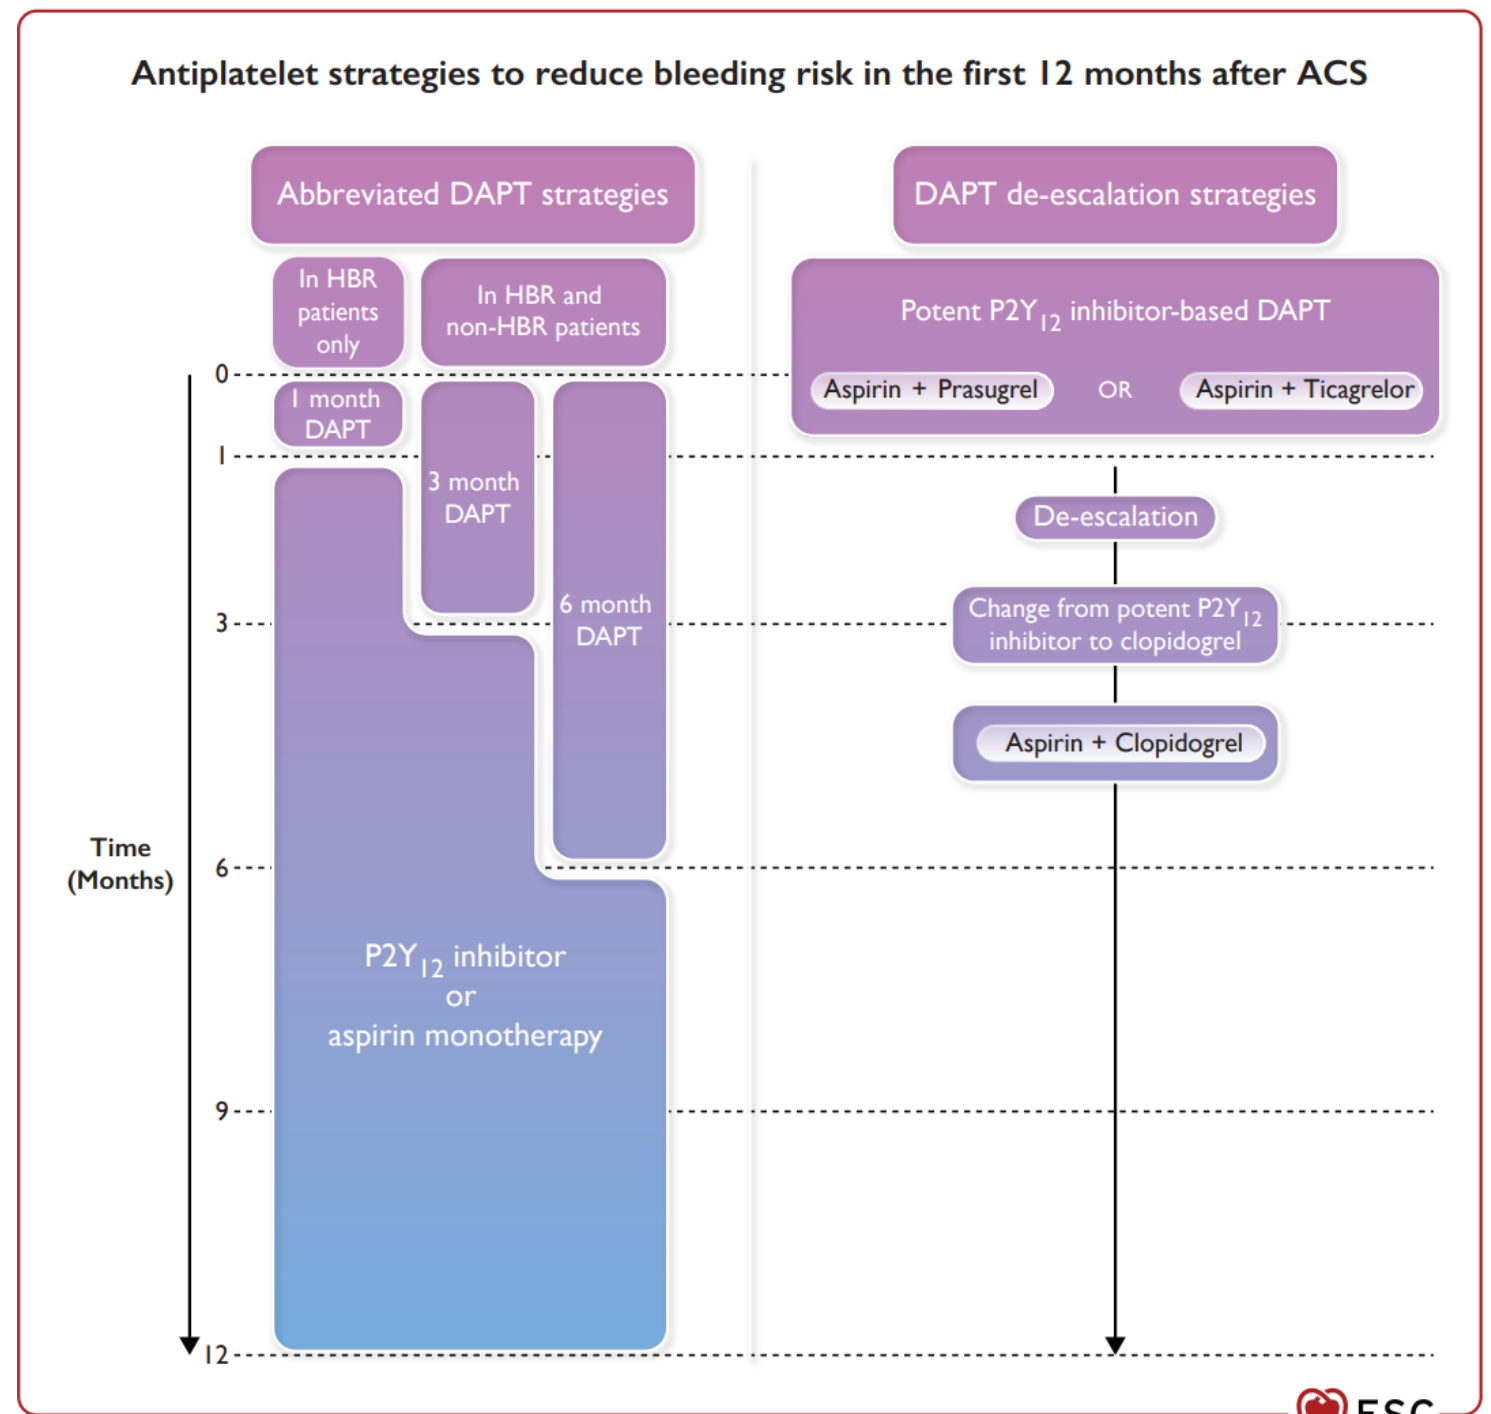 Antiplatelet strategies to reduce bleeding risk in the first 12 months after ACS
Abbreviated DAPT strategies
In HBR
patients
only
In HBR and
non-HBR patients
1 month
DAPT
3 month
DAPT
6 month
DAPT
P2Y12 inhibitor
or
aspirin monotherapy
DAPT de-escalation strategies
Potent P2Y12 inhibitor-based DAPT
Aspirin + Prasugrel OR Aspirin + Ticagrelor
De-escalation
Change from potent P2Y12
inhibitor to clopidogrel
Aspirin + Clopidogrel
Time
(Months)
0
1
3
6
9
12
ESC